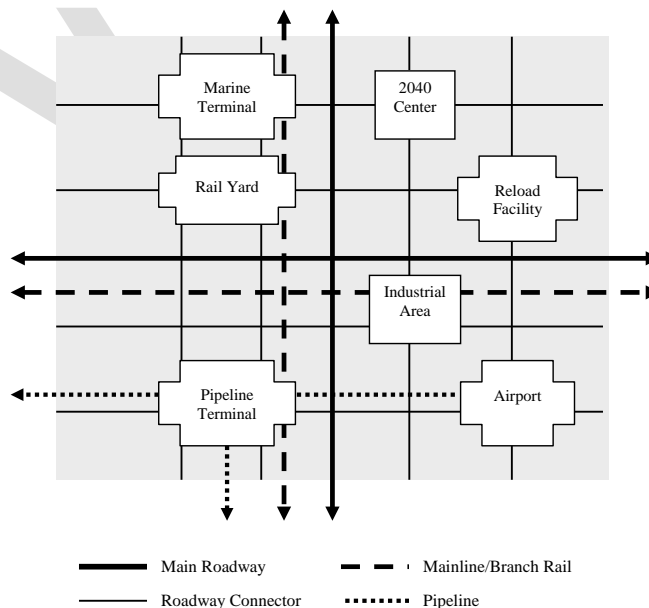 Marine
Terminal
2040
Center
Rail Yard
Reload
Facility
Industrial
Area
Pipeline
Terminal
Airport
Main Roadway
Mainline/Branch Rail
Roadway Connector
Pipeline